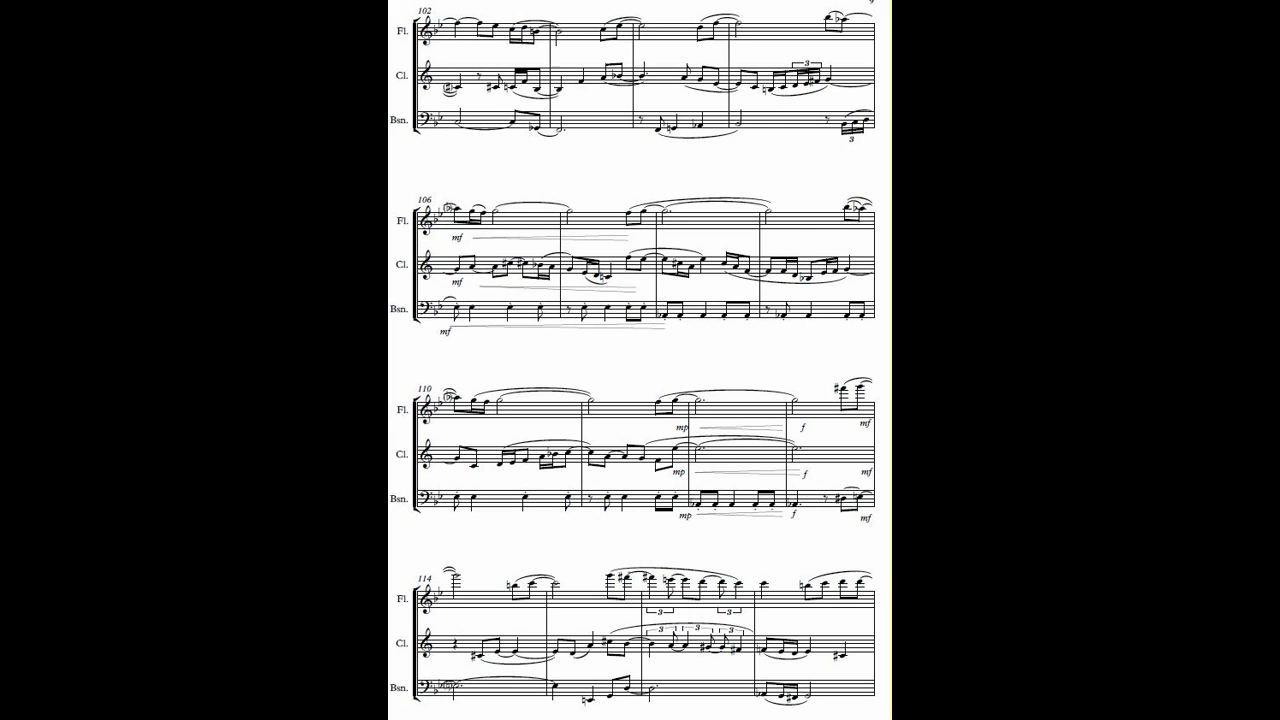 102
Fl.
Cl.
3
Bsn.
3
106
Fl.
mf
Cl.
mf
Bsn.
mf
110
Fl.
mp f mf
Cl.
mp f mf
Bsn.
mp f mf
114
Fl.
3 3
Cl.
3 3 3
Bsn.